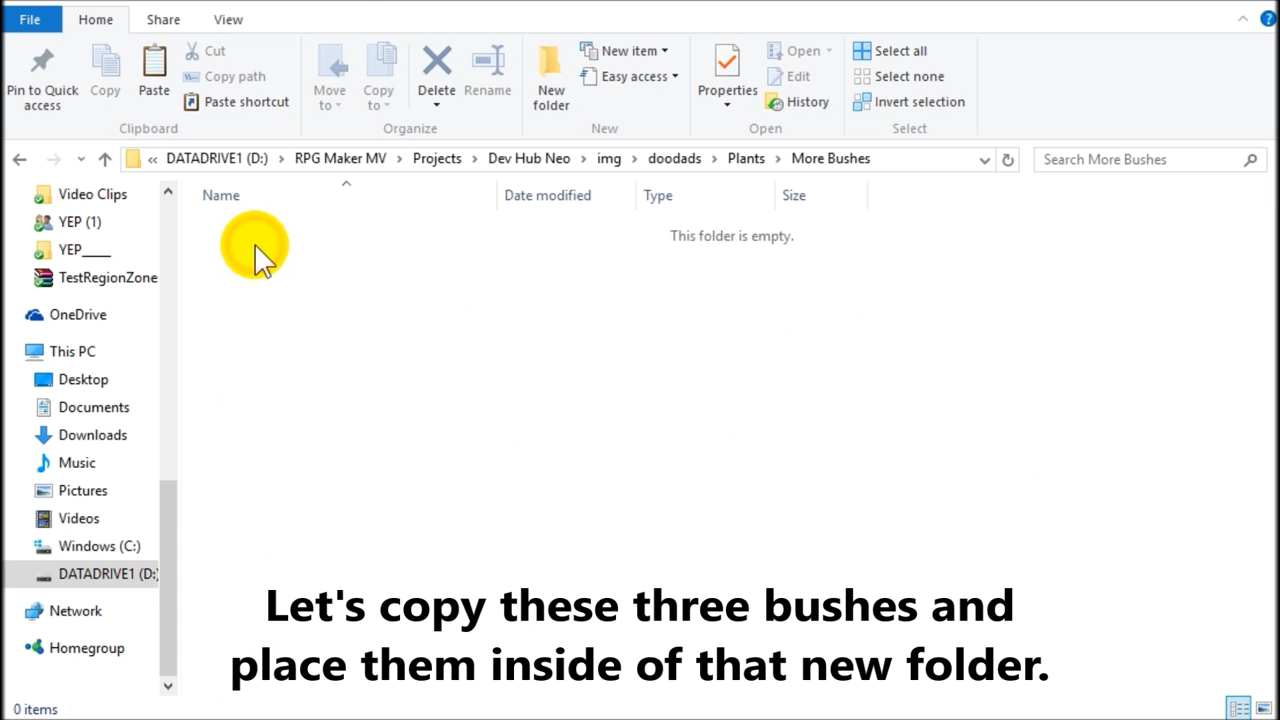 File Home Share View
Pin to Quick access
Copy
Paste
Cut
Copy path
Paste shortcut
Clipboard
Move to
Copy to
Delete
Rename
Organize
New folder
New item
Easy access
New
Properties
Open
Edit
History
Open
Select all
Select none
Invert selection
Select
« DATADRIVE1 (D:) > RPG Maker MV > Projects > Dev Hub Neo > img > doodads > Plants > More Bushes
Search More Bushes
Name Date modified Type Size
This folder is empty.
Video Clips
YEP (1)
YEP_____
TestRegionZone
OneDrive
This PC
Desktop
Documents
Downloads
Music
Pictures
Videos
Windows (C:)
DATADRIVE1 (D:)
Network
Homegroup
Let's copy these three bushes and
place them inside of that new folder.
0 items